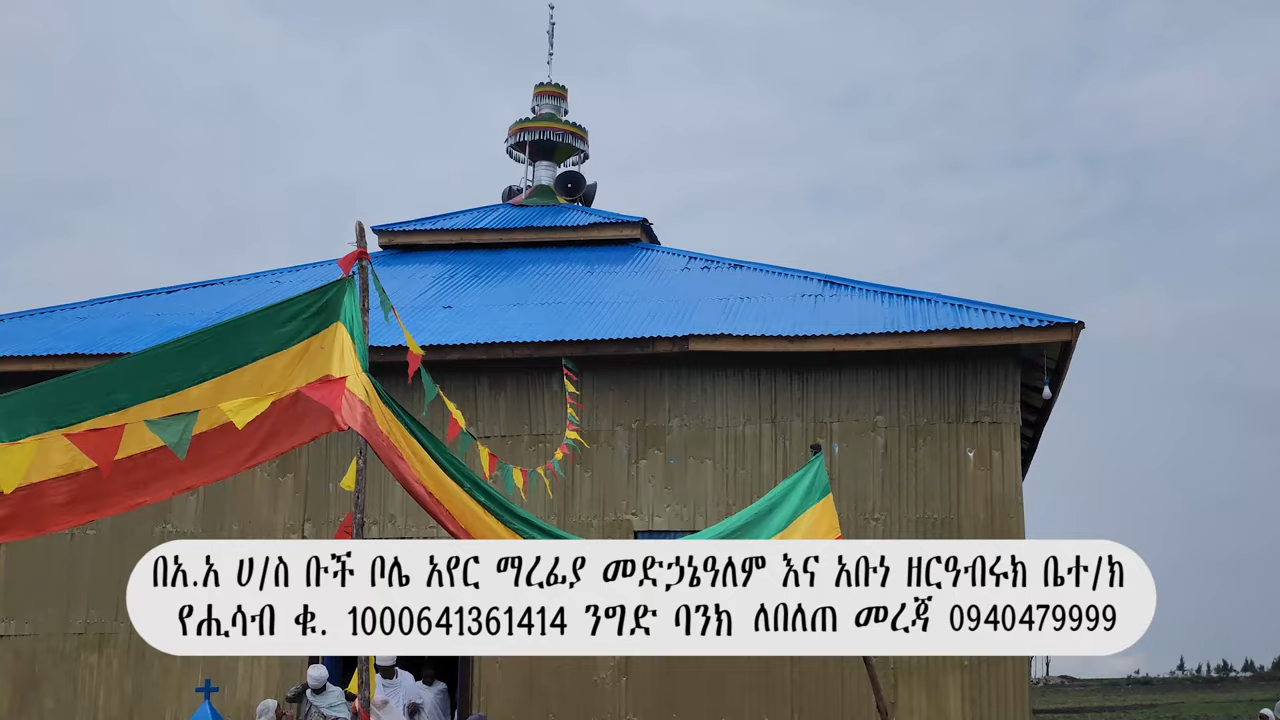 በአ.አ ሀ/ስ ቡች ቦሌ አየር ማረፊያ መድኃኔዓለም እና አቡነ ዘርዓብሩክ ቤተ/ክ
የሒሳብ ቁ. 1000641361414 ንግድ ባንክ ለበለጠ መረጃ 0940479999